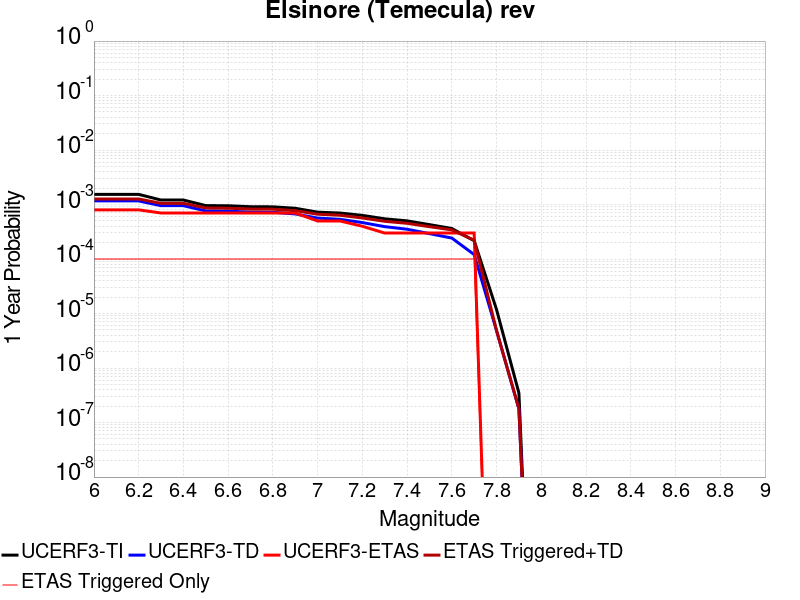 Elsinore (Temecula) rev
10^0
10^-1
10^-2
10^-3
10^-4
10^-5
10^-6
10^-7
10^-8
1 Year Probability
6 6.2 6.4 6.6 6.8 7 7.2 7.4 7.6 7.8 8 8.2 8.4 8.6 8.8 9
Magnitude
UCERF3-TI UCERF3-TD UCERF3-ETAS ETAS Triggered+TD
ETAS Triggered Only